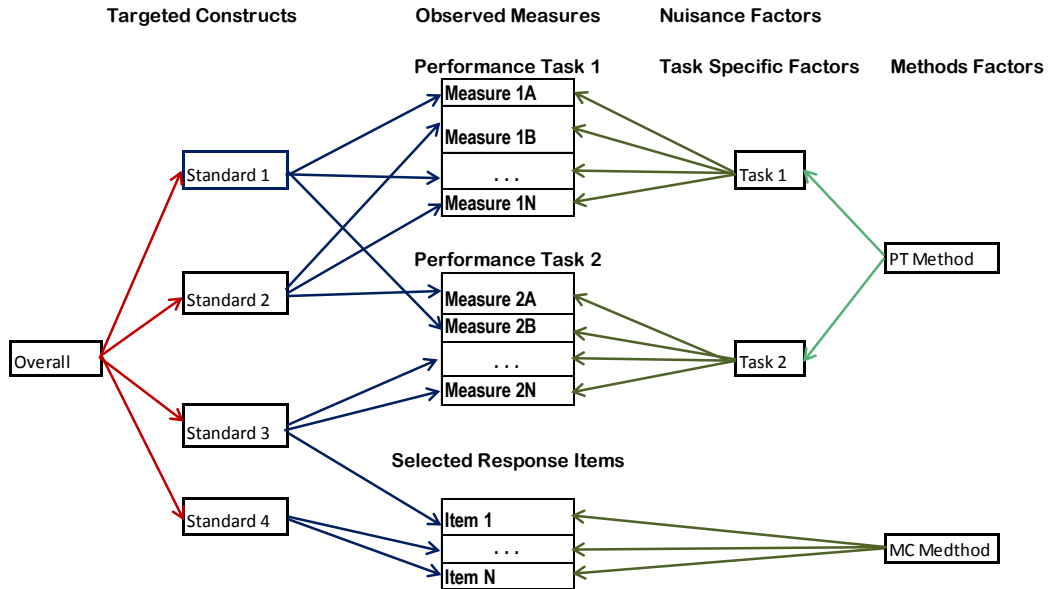 Targeted Constructs
Observed Measures
Nuisance Factors
Performance Task 1
Task Specific Factors
Methods Factors
Measure 1A
Measure 1B
Standard 1
. . .
Task 1
Measure 1N
Performance Task 2
PT Method
Standard 2
Measure 2A
Measure 2B
Overall
. . .
Task 2
Measure 2N
Standard 3
Selected Response Items
Standard 4
Item 1
. . .
MC Medthod
Item N